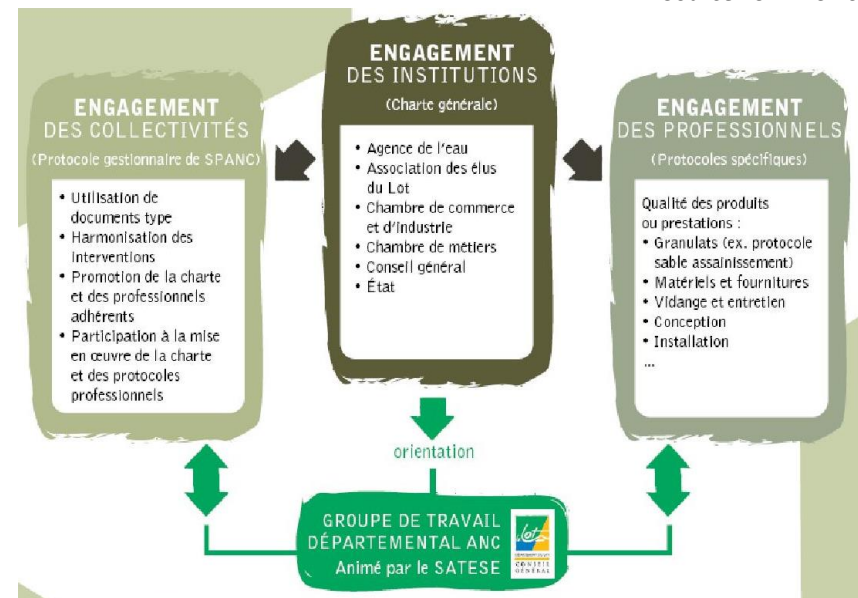 ENGAGEMENT
DES COLLECTIVITÉS
(Protocole gestionnaire de SPANC)
• Utilisation de
documents type
• Harmonisation des
interventions
• Promotion de la charte
et des professionnels
adhérents
• Participation à la mise
en œuvre de la charte
et des protocoles
professionnels
ENGAGEMENT
DES INSTITUTIONS
(Charte générale)
• Agence de l'eau
• Association des élus
du Lot
• Chambre de commerce
et d'industrie
• Chambre de métiers
• Conseil général
• État
ENGAGEMENT
DES PROFESSIONNELS
(Protocoles spécifiques)
Qualité des produits
ou prestations :
• Granulats (ex. protocole
sable assainissement)
• Matériels et fournitures
• Vidange et entretien
• Conception
• Installation
...
orientation
GROUPE DE TRAVAIL
DÉPARTEMENTAL ANC
Animé par le SATESE
Lot
CONSEIL
GÉNÉRAL